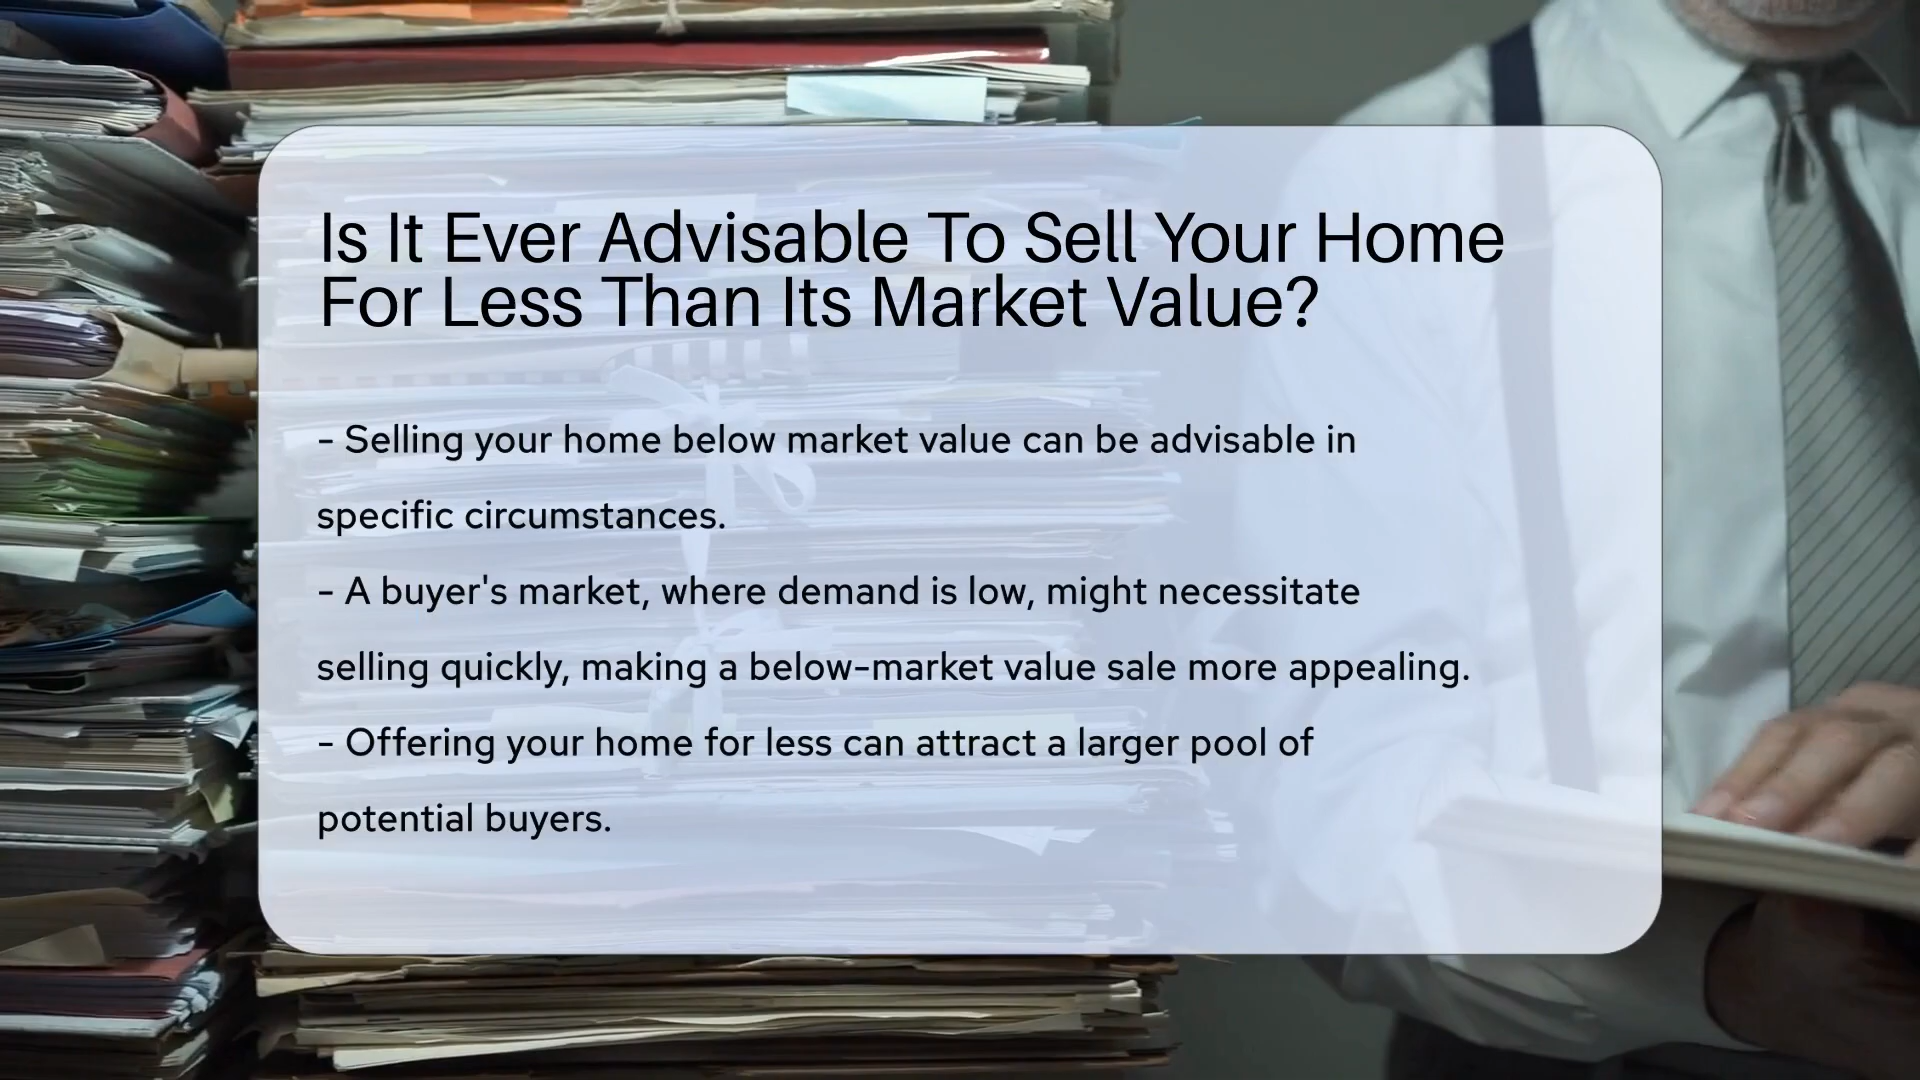 Is It Ever Advisable To Sell Your Home
For Less Than Its Market Value?
- Selling your home below market value can be advisable in
specific circumstances.
- A buyer's market, where demand is low, might necessitate
selling quickly, making a below-market value sale more appealing.
- Offering your home for less can attract a larger pool of
potential buyers.